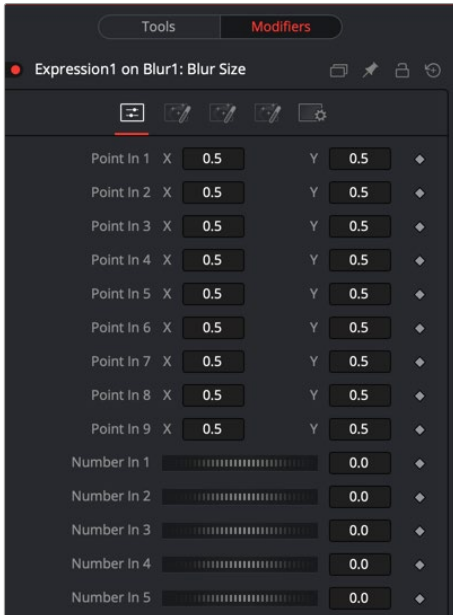 Tools Modifiers
Expression1 on Blur1: Blur Size
Point In 1 X 0.5 Y 0.5
Point In 2 X 0.5 Y 0.5
Point In 3 X 0.5 Y 0.5
Point In 4 X 0.5 Y 0.5
Point In 5 X 0.5 Y 0.5
Point In 6 X 0.5 Y 0.5
Point In 7 X 0.5 Y 0.5
Point In 8 X 0.5 Y 0.5
Point In 9 X 0.5 Y 0.5
Number In 1 0.0
Number In 2 0.0
Number In 3 0.0
Number In 4 0.0
Number In 5 0.0